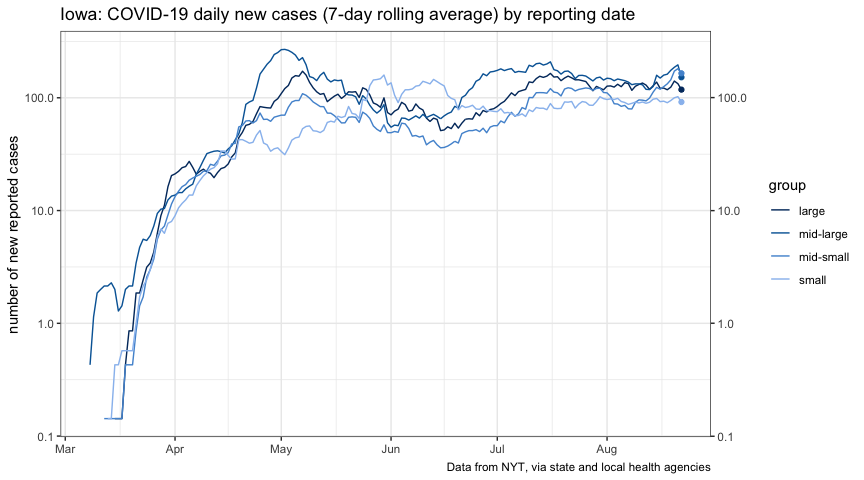 Iowa: COVID-19 daily new cases (7-day rolling average) by reporting date
number of new reported cases
100.0
10.0
1.0
0.1
100.0
10.0
1.0
0.1
Mar Apr May Jun Jul Aug
group
large
mid-large
mid-small
small
Data from NYT, via state and local health agencies